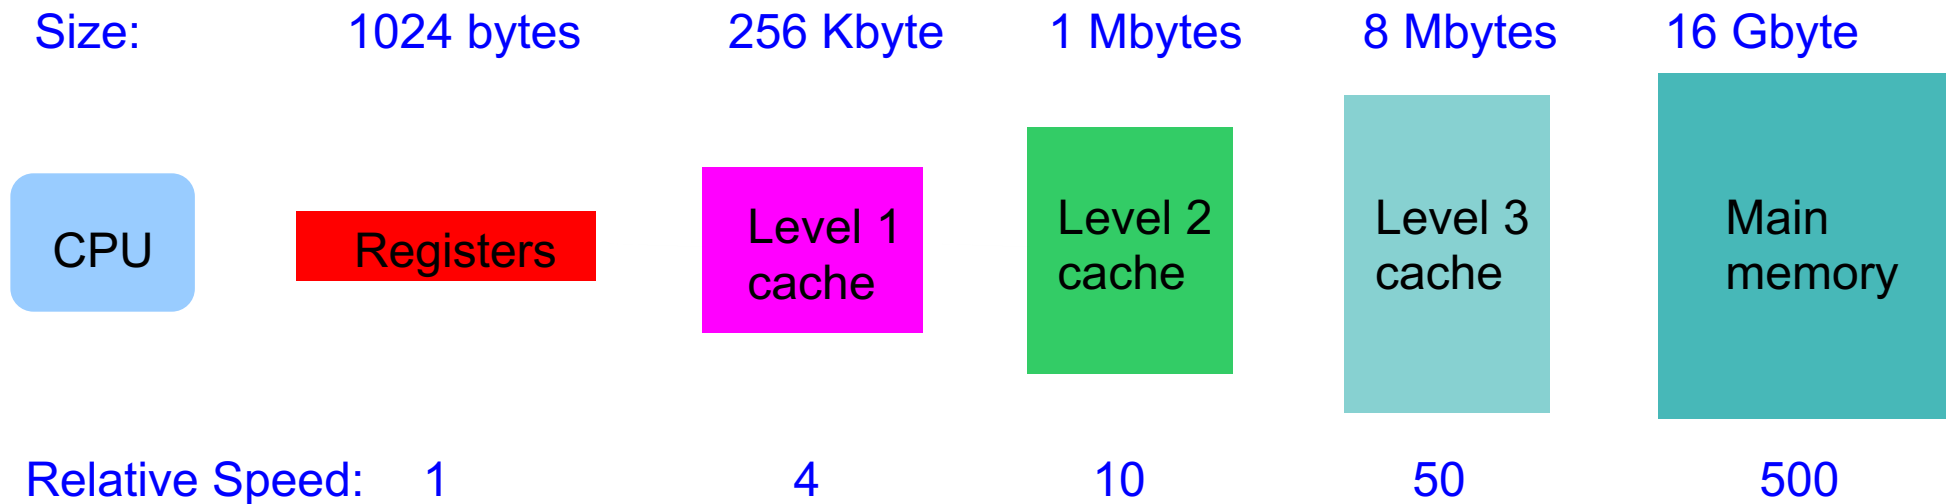 Size: 1024 bytes 256 Kbyte 1 Mbytes 8 Mbytes 16 Gbyte
CPU
Registers
Level 1
cache
Level 2
cache
Level 3
cache
Main
memory
Relative Speed: 1 4 10 50 500